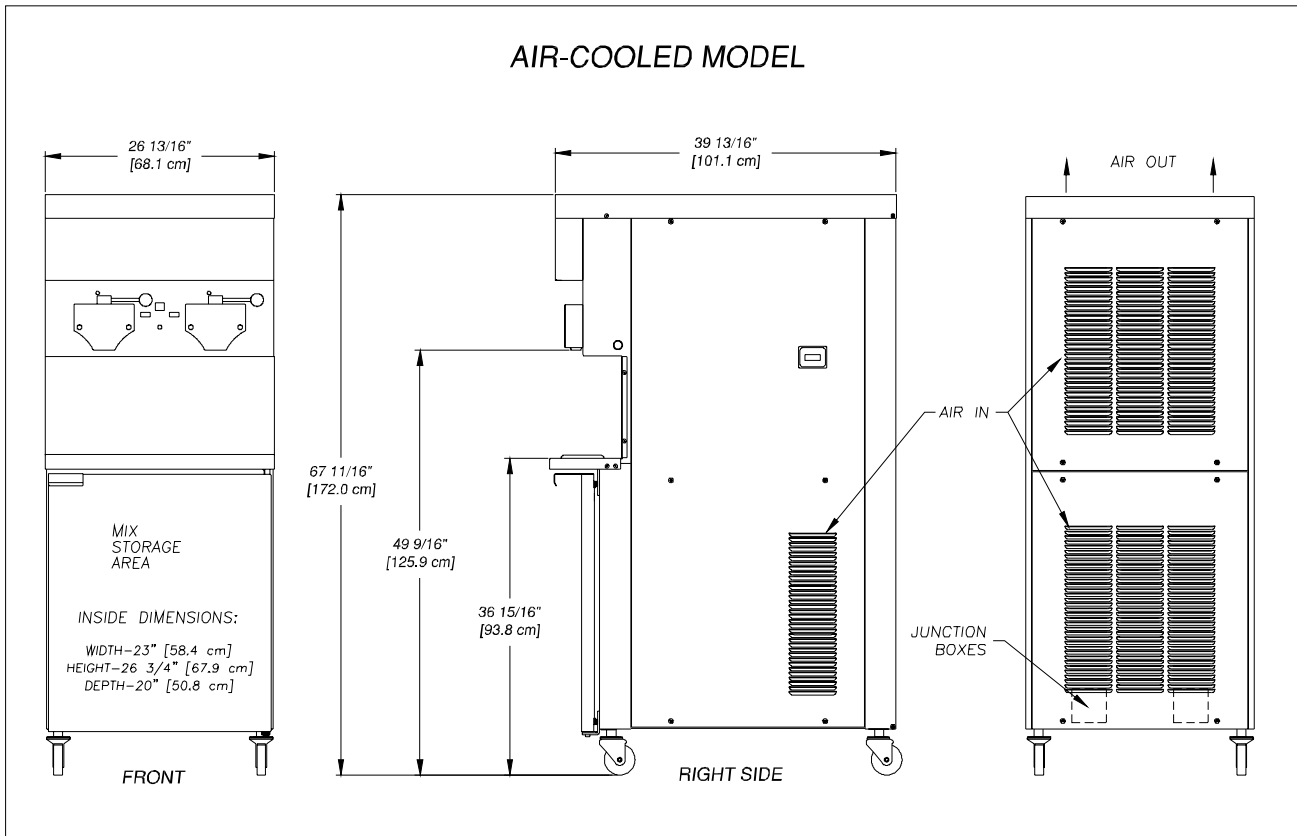 AIR-COOLED MODEL
26 13/16"
[68.1 cm]
39 13/16"
[101.1 cm]
AIR OUT
AIR IN
67 11/16"
[172.0 cm]
49 9/16"
[125.9 cm]
36 15/16"
[93.8 cm]
MIX
STORAGE
AREA
INSIDE DIMENSIONS:
WIDTH-23" [58.4 cm]
HEIGHT-26 3/4" [67.9 cm]
DEPTH-20" [50.8 cm]
JUNCTION
BOXES
FRONT
RIGHT SIDE